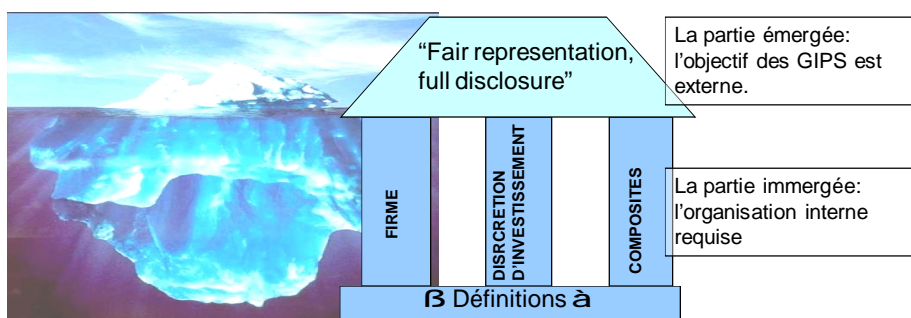 “Fair representation,
full disclosure”
La partie émergée:
l’objectif des GIPS est
externe.
FIRME
DISRCRETION
D’INVESTISSEMENT
COMPOSITES
La partie immergée:
l’organisation interne
requise
ß Définitions à